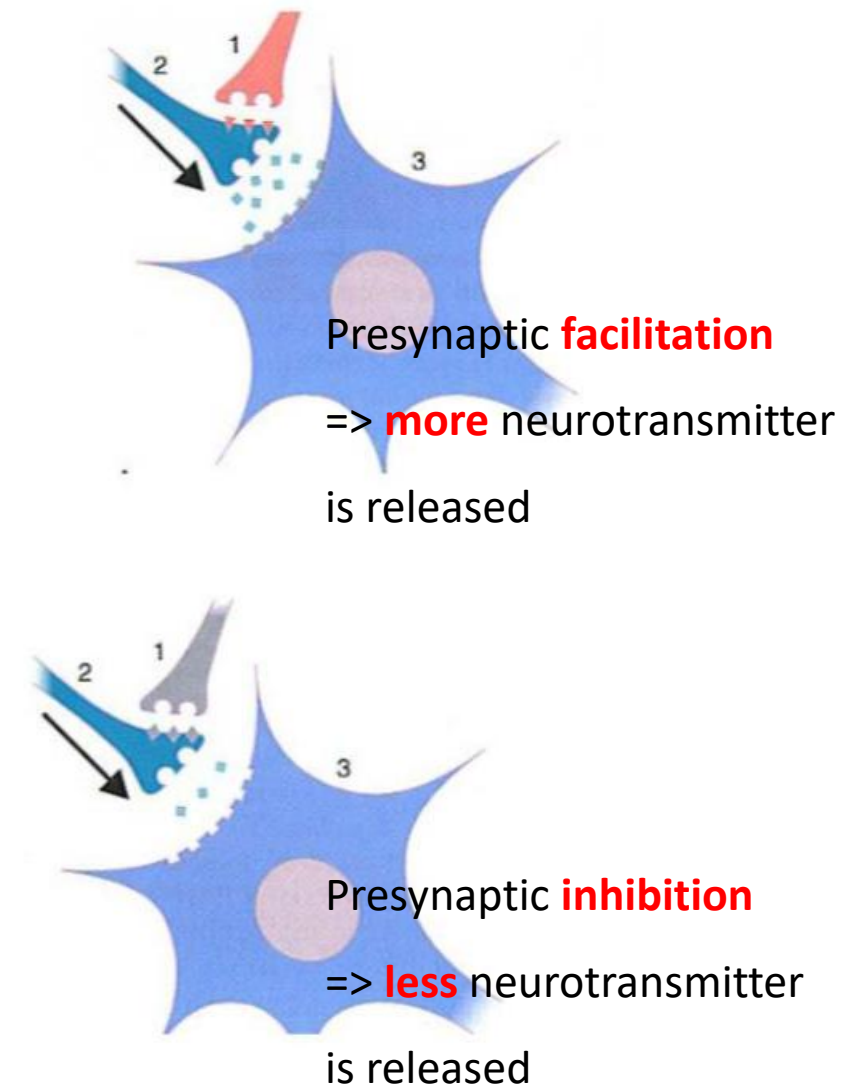 1
2
3
Presynaptic facilitation
=> more neurotransmitter
is released
1
2
3
Presynaptic inhibition
=> less neurotransmitter
is released